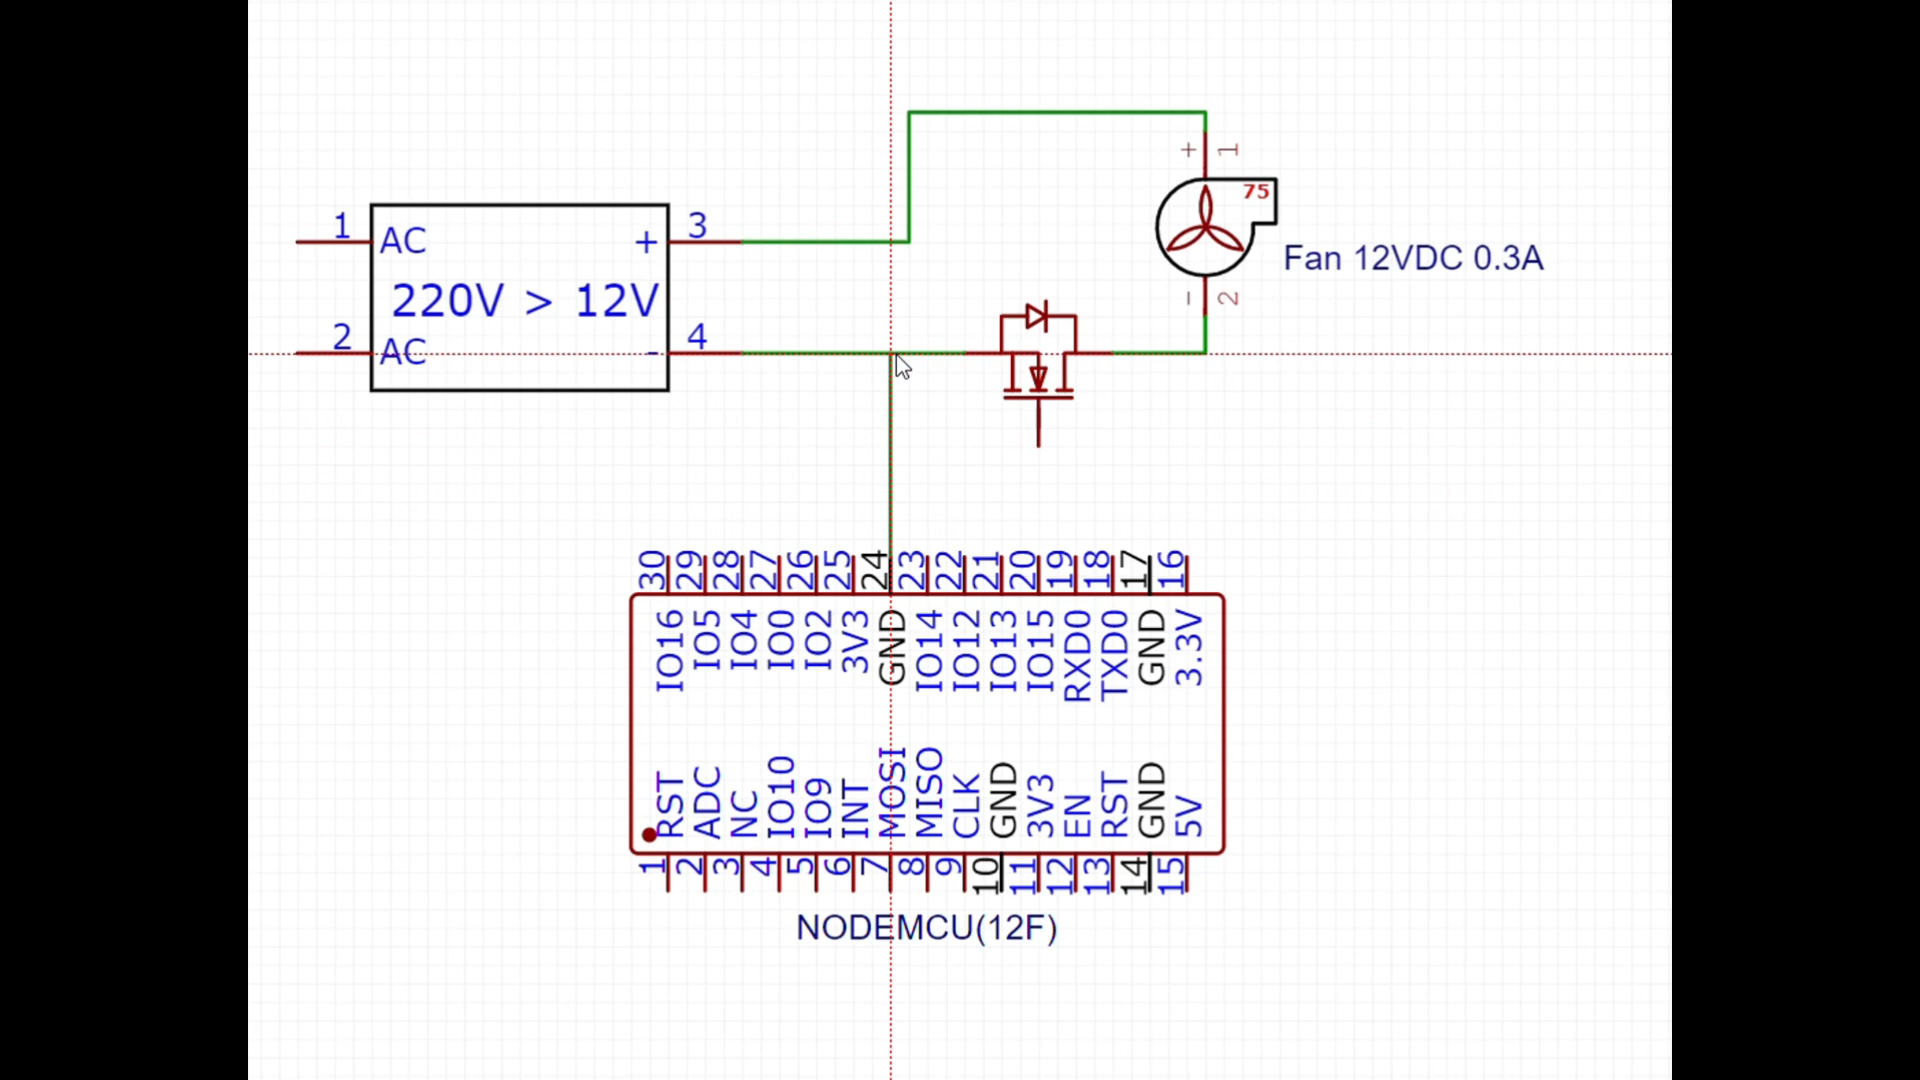 + 1
75
1 AC + 3
Fan 12VDC 0.3A
220V > 12V
- 2
2 AC - 4
30 29 28 27 26 25 24 23 22 21 20 19 18 17 16
IO16 IO5 IO4 IO0 IO2 3V3 GND IO14 IO12 IO13 IO15 RXD0 TXD0 GND 3.3V
RST ADC NC IO10 IO9 INT MOSI MISO CLK GND 3V3 EN RST GND 5V
1 2 3 4 5 6 7 8 9 10 11 12 13 14 15
NODEMCU(12F)